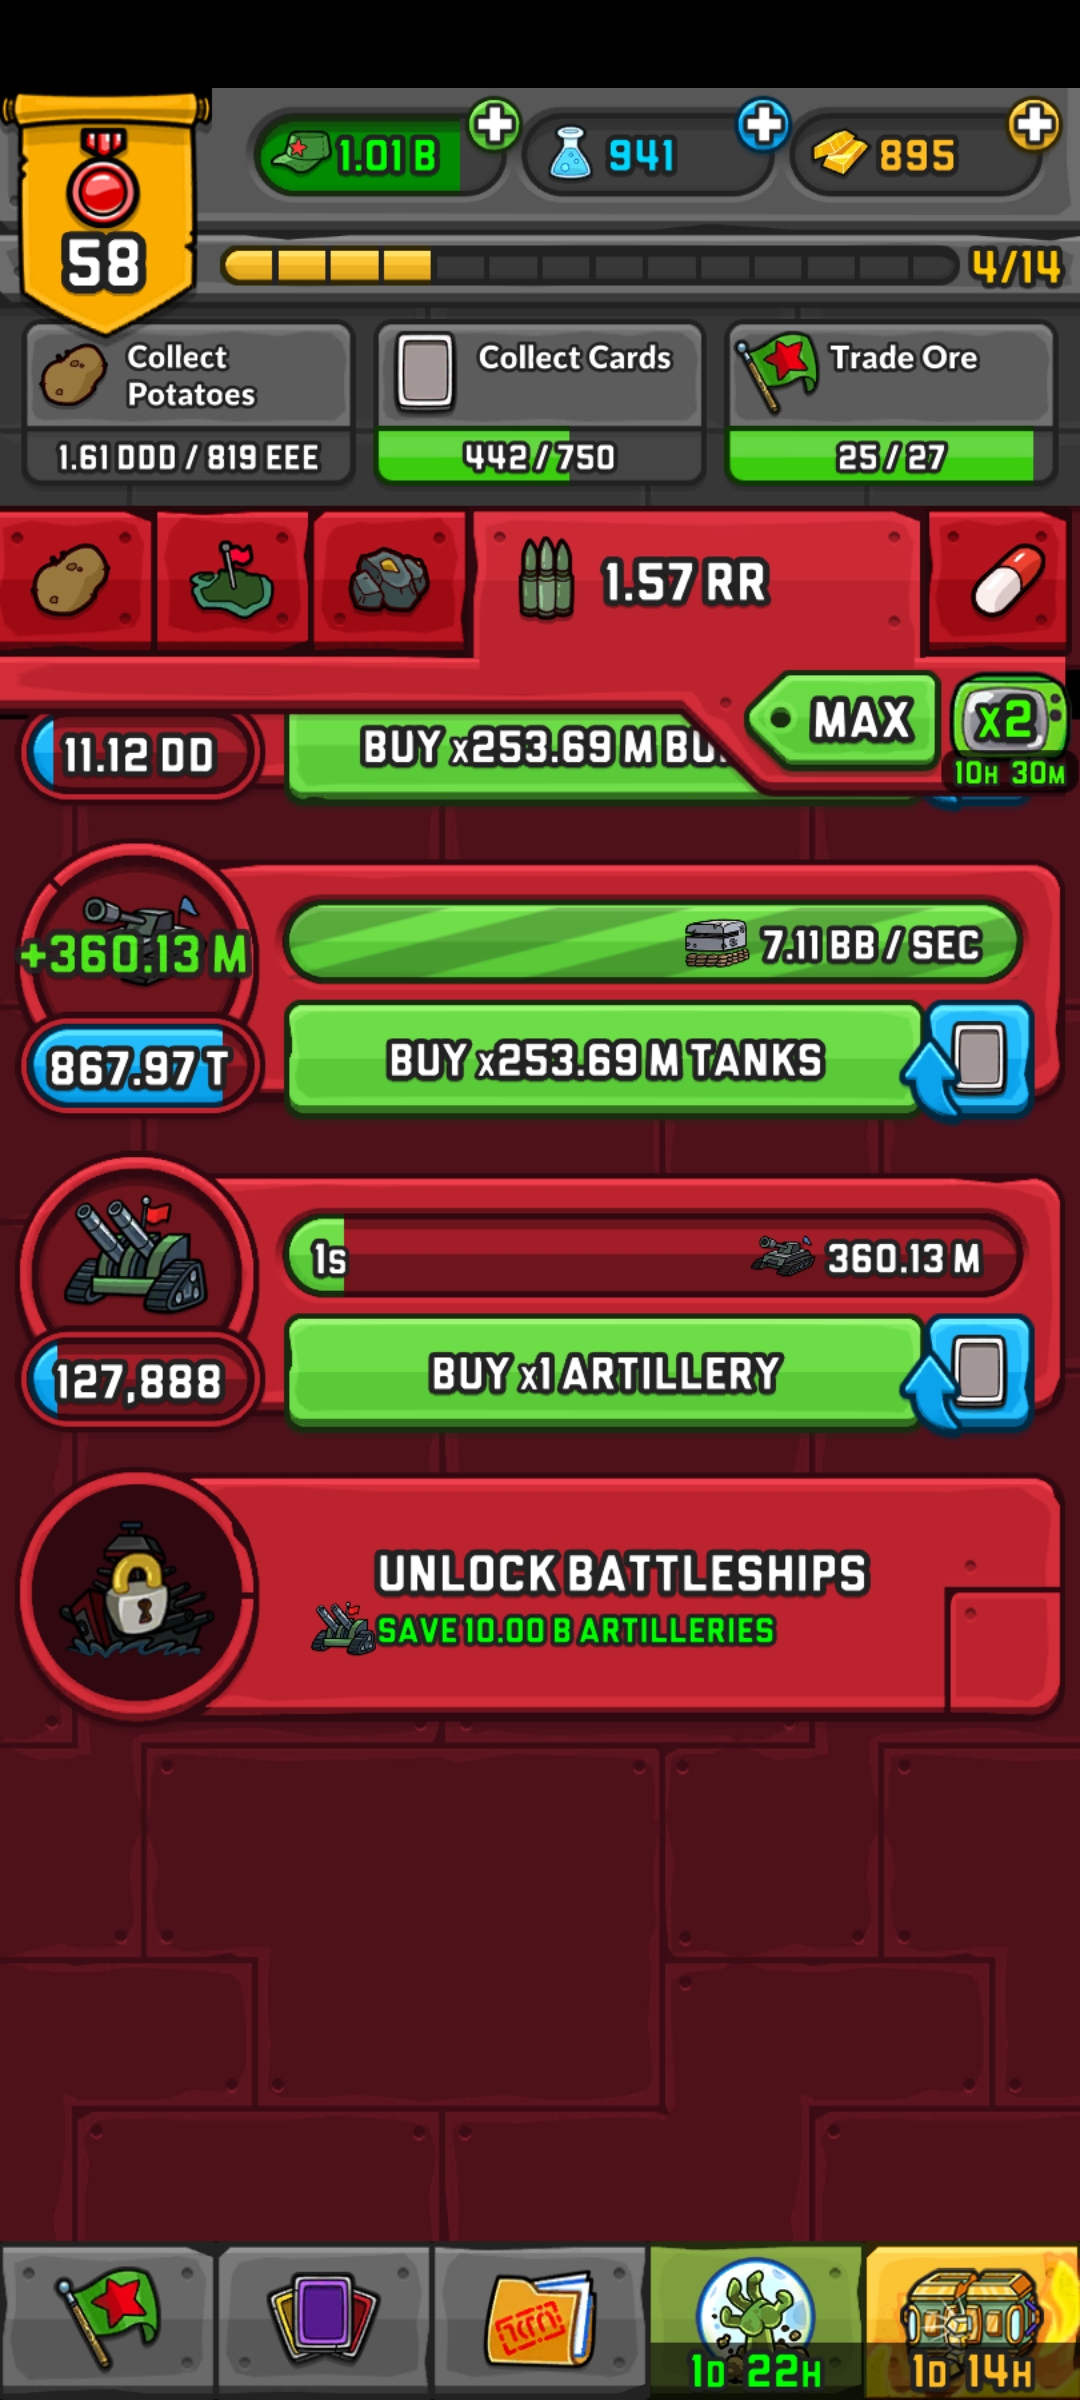 1.01 B
941
895
58
4/14
Collect
Potatoes
1.61 DDD / 819 EEE
Collect Cards
442 / 750
Trade Ore
25 / 27
1.57 RR
MAX
x2
10H 30M
11.12 DD
BUY x253.69 M BU
+360.13 M
7.11 BB / SEC
867.97 T
BUY x253.69 M TANKS
1s
360.13 M
127,888
BUY x1 ARTILLERY
UNLOCK BATTLESHIPS
SAVE 10.00 B ARTILLERIES
1D 22H
1D 14H